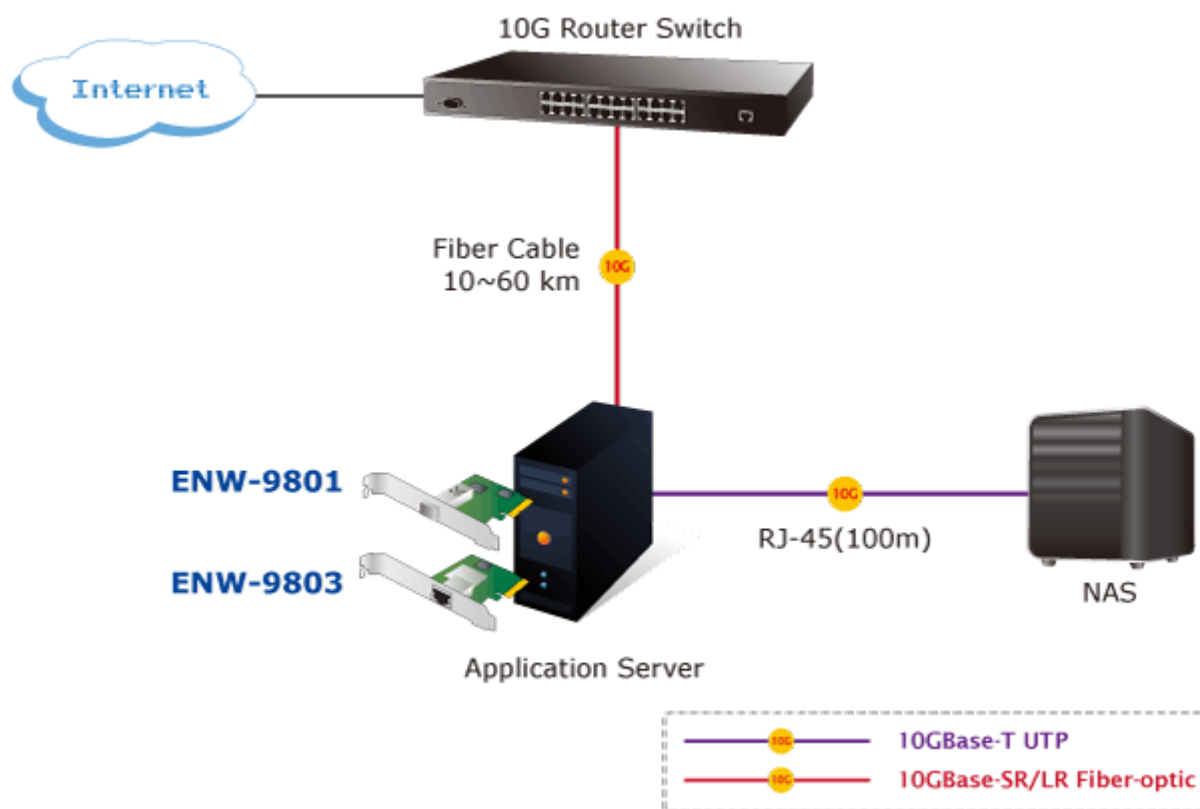 10G Router Switch
Internet
Fiber Cable
10~60 km
10G
ENW-9801
10G
RJ-45(100m)
ENW-9803
NAS
Application Server
10G
10GBase-T UTP
10G
10GBase-SR/LR Fiber-optic